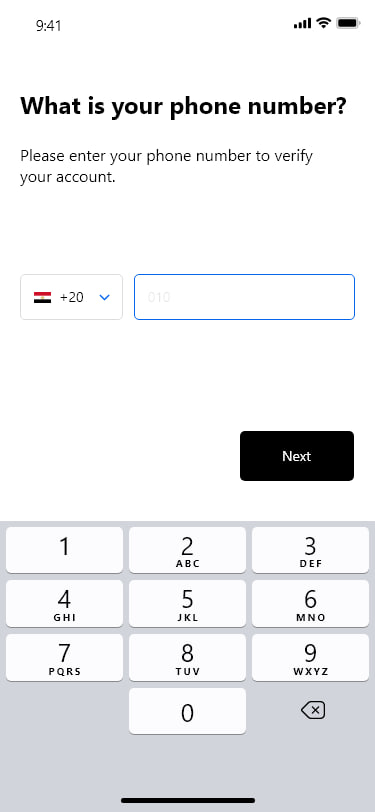 9:41
What is your phone number?
Please enter your phone number to verify
your account.
+20
010
Next
1
2
ABC
3
DEF
4
GHI
5
JKL
6
MNO
7
PQRS
8
TUV
9
WXYZ
0